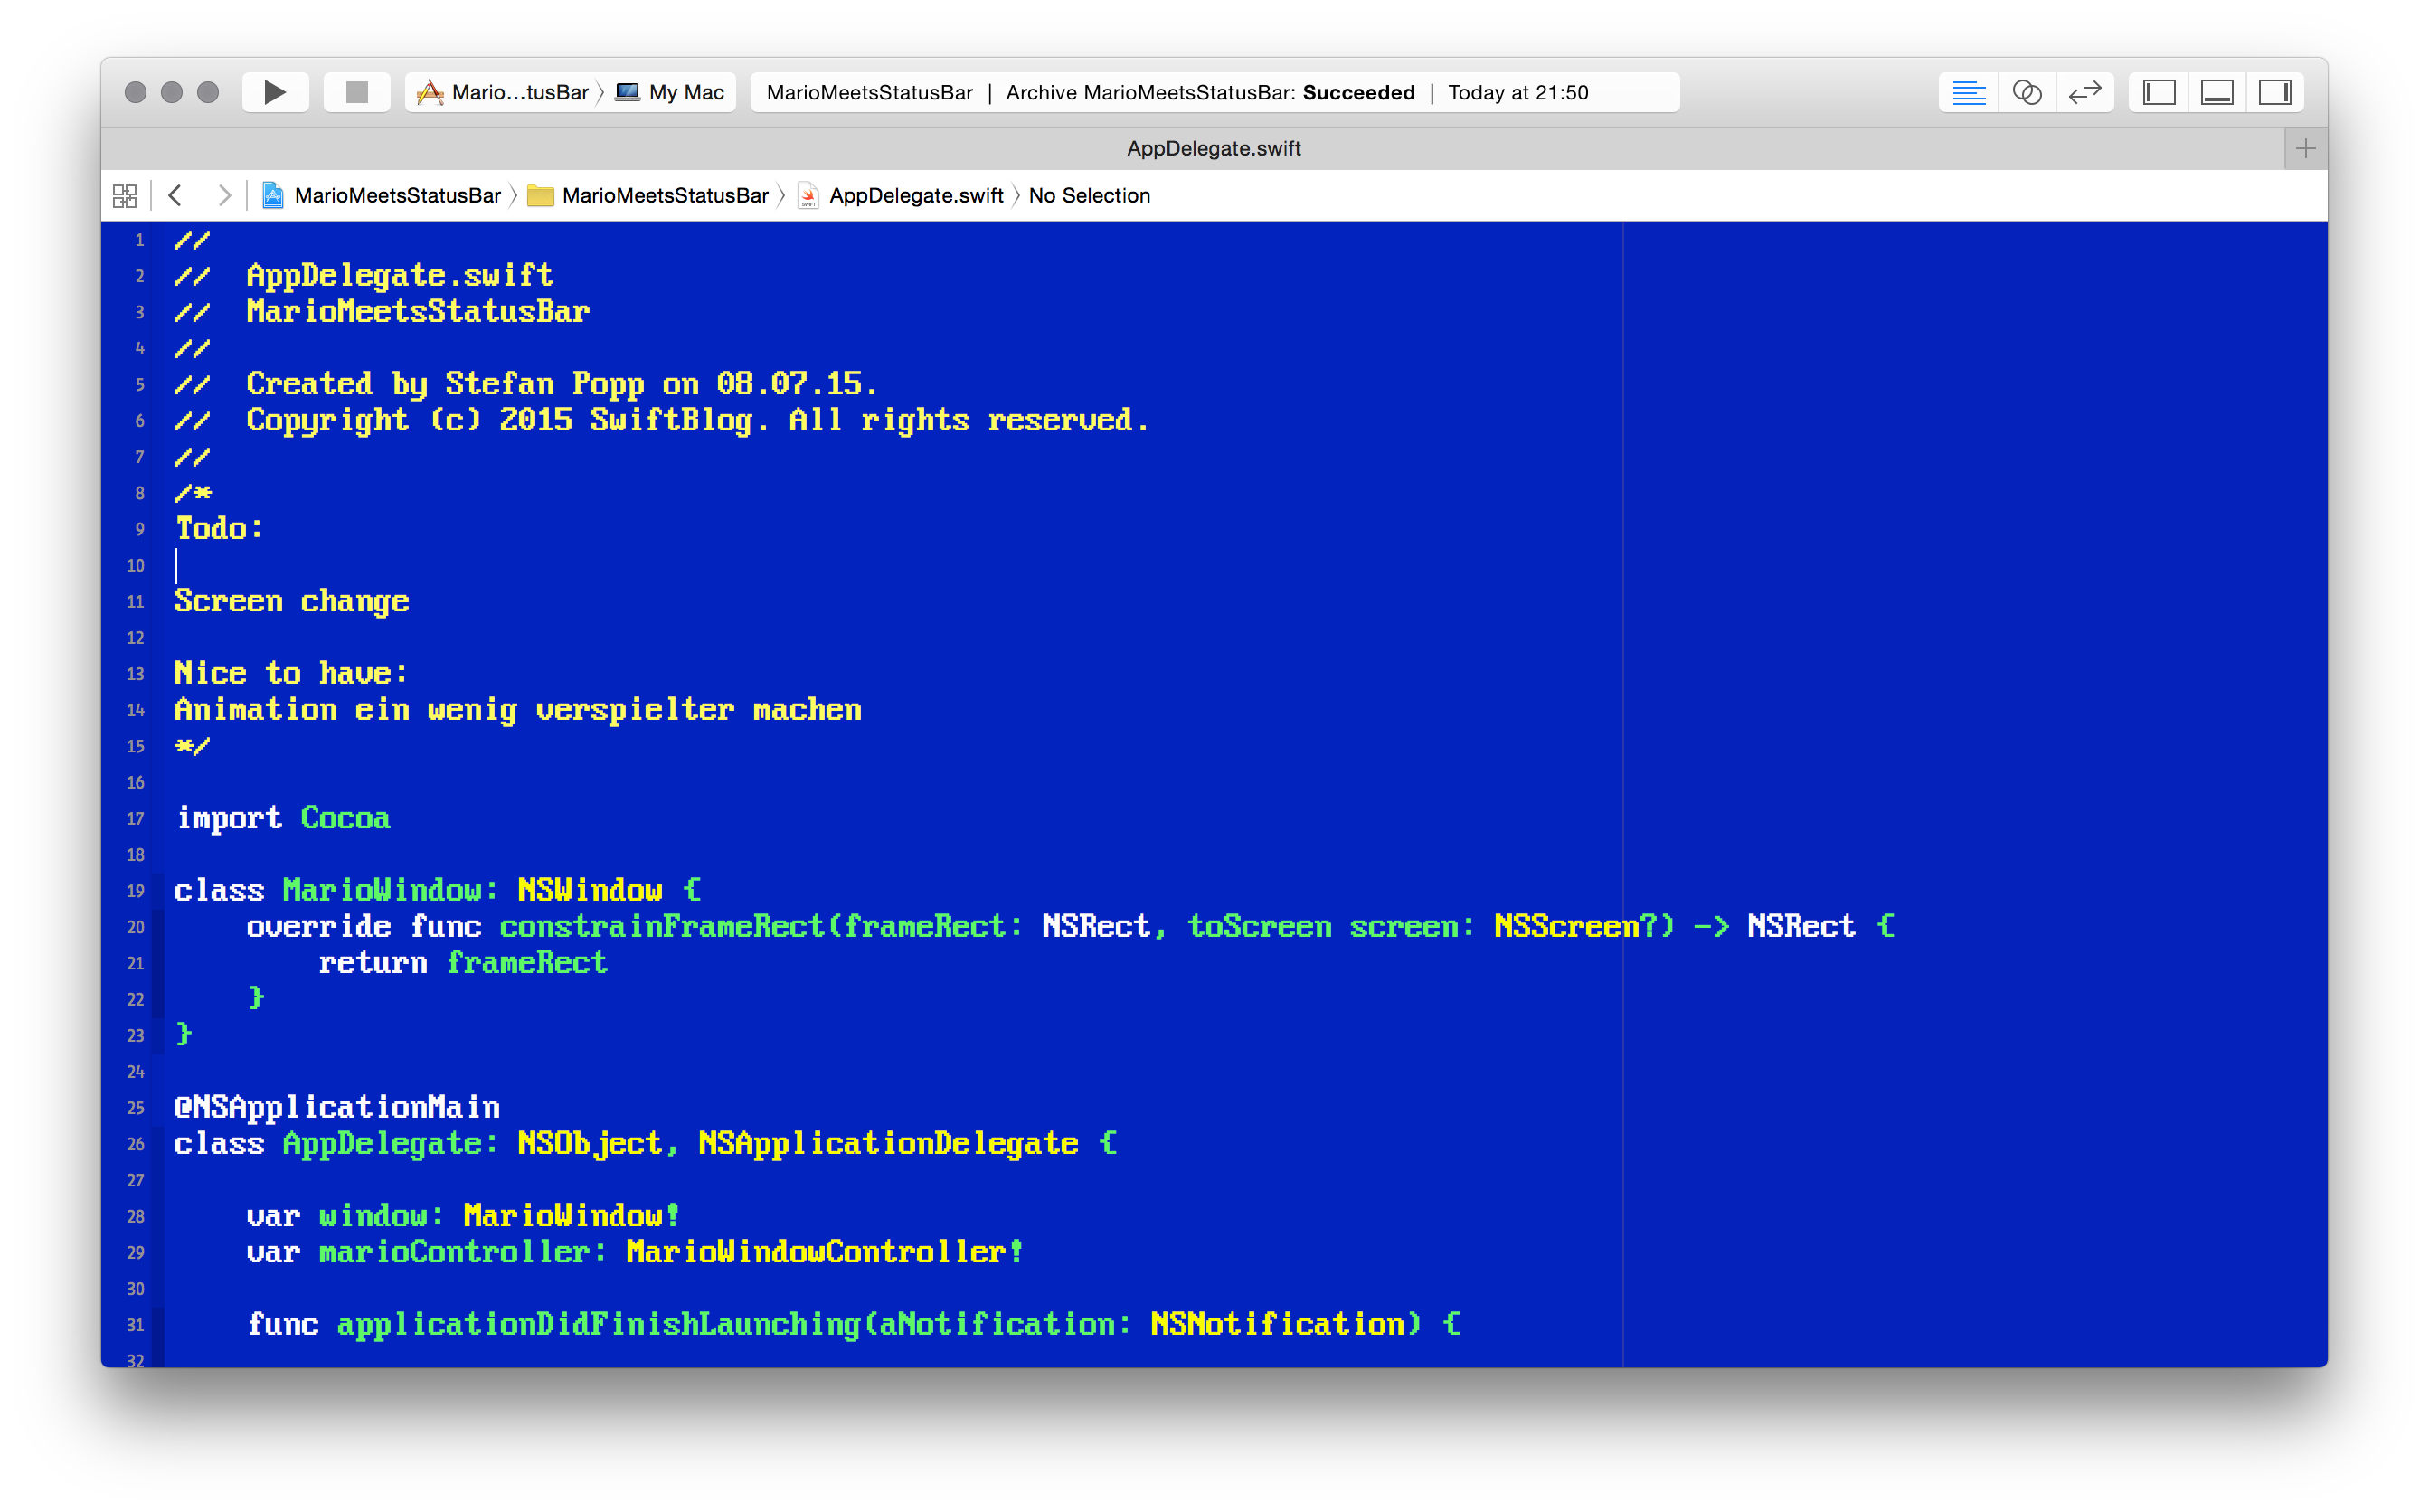 Mario...tusBar My Mac MarioMeetsStatusBar | Archive MarioMeetsStatusBar: Succeeded | Today at 21:50
AppDelegate.swift
MarioMeetsStatusBar MarioMeetsStatusBar AppDelegate.swift No Selection
1 //
2 //  AppDelegate.swift
3 //  MarioMeetsStatusBar
4 //
5 //  Created by Stefan Popp on 08.07.15.
6 //  Copyright (c) 2015 SwiftBlog. All rights reserved.
7 //
8 /*
9 Todo:
10
11 Screen change
12
13 Nice to have:
14 Animation ein wenig verspielter machen
15 */
16
17 import Cocoa
18
19 class MarioWindow: NSWindow {
20     override func constrainFrameRect(frameRect: NSRect, toScreen screen: NSScreen?) -> NSRect {
21         return frameRect
22     }
23 }
24
25 @NSApplicationMain
26 class AppDelegate: NSObject, NSApplicationDelegate {
27
28     var window: MarioWindow!
29     var marioController: MarioWindowController!
30
31     func applicationDidFinishLaunching(aNotification: NSNotification) {
32